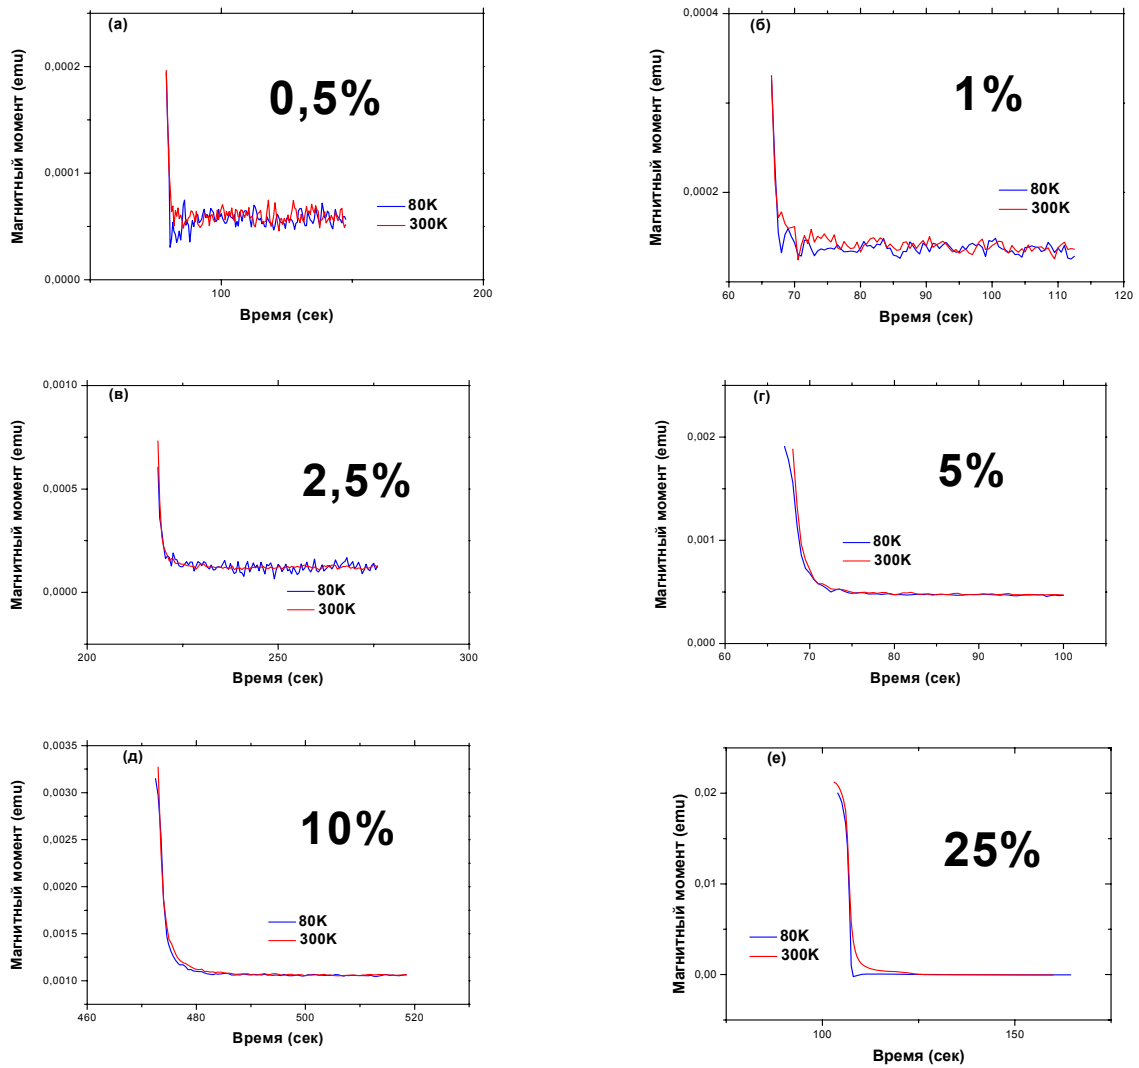 (а)
0,0002
0,0001
0,0000
Магнитный момент (emu)
0,5%
80K
300K
100
200
Время (сек)
(б)
0,0004
0,0002
Магнитный момент (emu)
1%
80K
300K
60
70
80
90
100
110
120
Время (сек)
(в)
0,0010
0,0005
0,0000
Магнитный момент (emu)
2,5%
80K
300K
200
250
300
Время (сек)
(г)
0,002
0,001
0,000
Магнитный момент (emu)
5%
80K
300K
60
70
80
90
100
Время (сек)
(д)
0,0035
0,0030
0,0025
0,0020
0,0015
0,0010
Магнитный момент (emu)
10%
80K
300K
460
480
500
520
Время (сек)
(е)
0,02
0,01
0,00
Магнитный момент (emu)
25%
80K
300K
100
150
Время (сек)